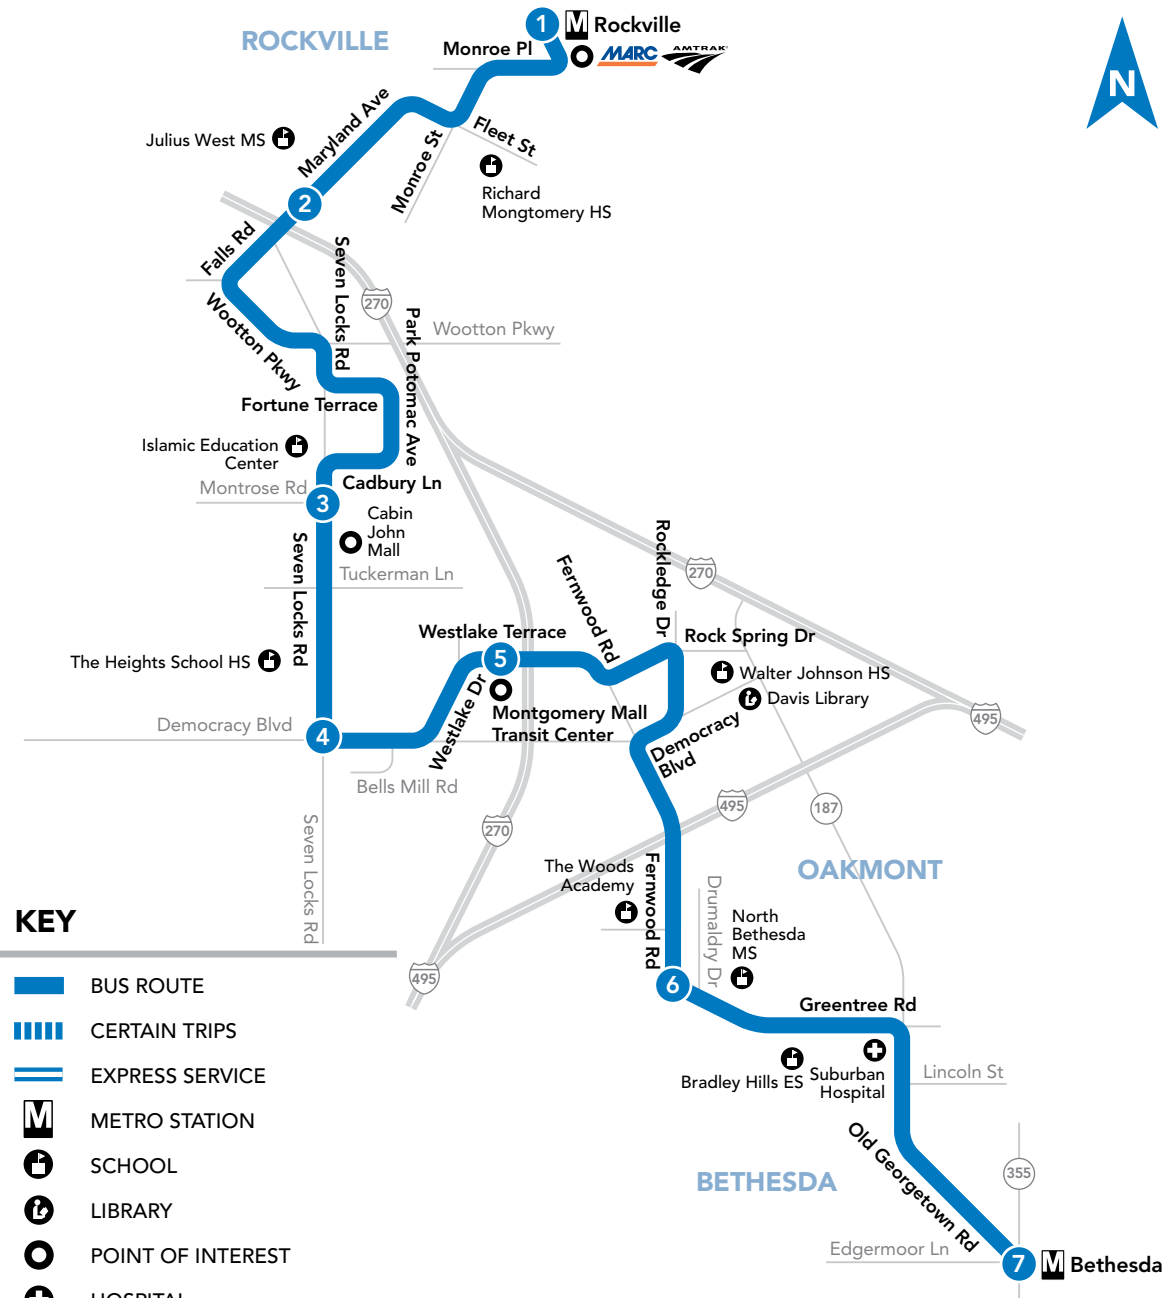 1
Rockville
ROCKVILLE
Monroe Pl
MARC
AMTRAK
N
Maryland Ave
Julius West MS
Monroe St
Fleet St
Richard
Mongtomery HS
2
Falls Rd
Seven Locks Rd
270
Park Potomac Ave
Wootton Pkwy
Wootton Pkwy
Fortune Terrace
Islamic Education
Center
Montrose Rd
Cadbury Ln
3
Cabin
John
Mall
Seven Locks Rd
Tuckerman Ln
Fernwood Rd
Rockledge Dr
270
Westlake Terrace
Rock Spring Dr
The Heights School HS
5
Walter Johnson HS
Davis Library
Westlake Dr
Montgomery Mall
Transit Center
495
Democracy Blvd
4
Democracy
Blvd
Bells Mill Rd
495
187
270
Seven Locks Rd
The Woods
Academy
Fernwood Rd
OAKMONT
Drumaldry Dr
North
Bethesda
MS
495
6
Greentree Rd
Bradley Hills ES
Suburban
Hospital
Lincoln St
Old Georgetown Rd
BETHESDA
355
Edgermoor Ln
7
Bethesda
KEY
BUS ROUTE
CERTAIN TRIPS
EXPRESS SERVICE
METRO STATION
SCHOOL
LIBRARY
POINT OF INTEREST
HOSPITAL